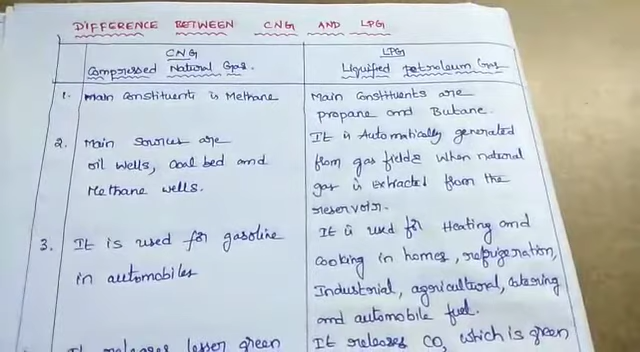 DIFFERENCE BETWEEN CNG AND LPG
CNG
Compressed Natural Gas.
LPG
Liquified petroleum Gas
1. Main Constituent is Methane
Main Constituents are
propane and Butane.
2. Main Sources are
oil wells, Coal bed and
Methane wells.
It is Automatically generated
from gas fields when natural
gas is extracted from the
reservoir.
3. It is used for gasoline
in automobiles
It is used for Heating and
Cooking in homes, refrigeration,
Industrial, agricultural, catering
and automobile fuel.
It releases lesser green
It releases CO2 which is green